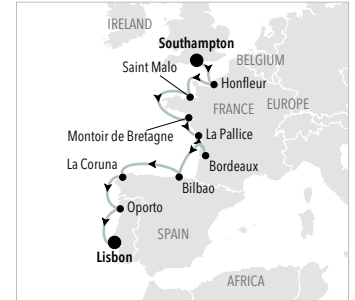 IRELAND
Southampton
BELGIUM
Saint Malo
Honfleur
FRANCE
EUROPE
Montoir de Bretagne
La Pallice
La Coruna
Bordeaux
Bilbao
Oporto
SPAIN
Lisbon
AFRICA